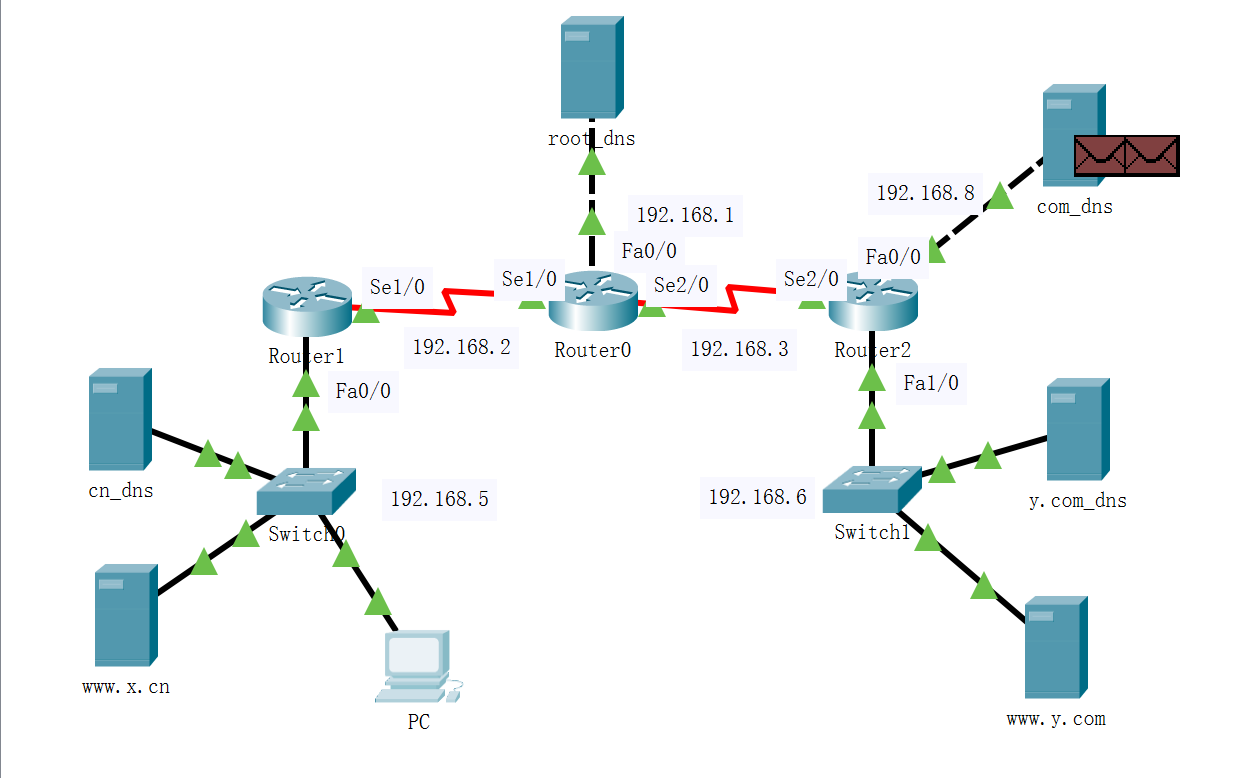 root_dns
192.168.8
com_dns
192.168.1
Fa0/0
Fa0/0
Se1/0
Se1/0
Se2/0
Se2/0
192.168.2
192.168.3
Router1
Router0
Router2
Fa0/0
Fa1/0
cn_dns
192.168.5
192.168.6
y.com_dns
Switch0
Switch1
www.x.cn
PC
www.y.com